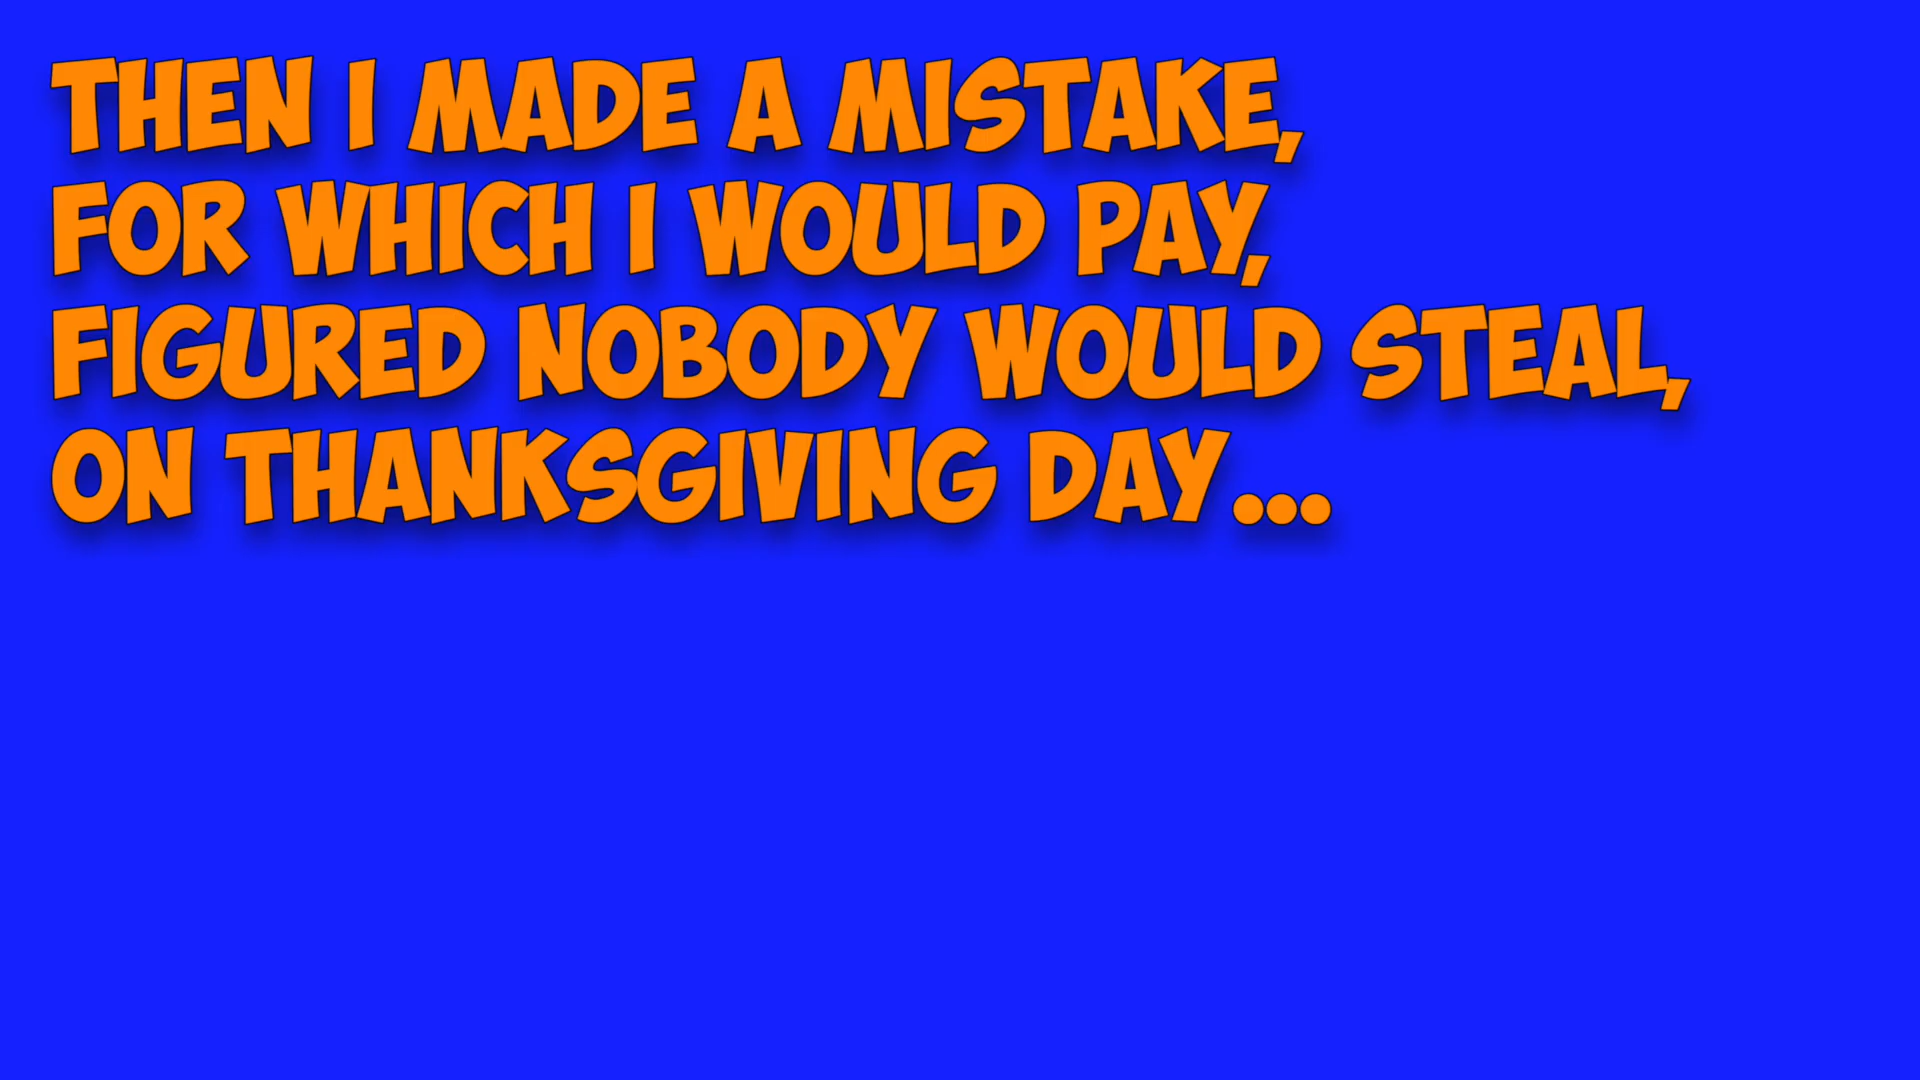 THEN I MADE A MISTAKE,
FOR WHICH I WOULD PAY,
FIGURED NOBODY WOULD STEAL,
ON THANKSGIVING DAY...